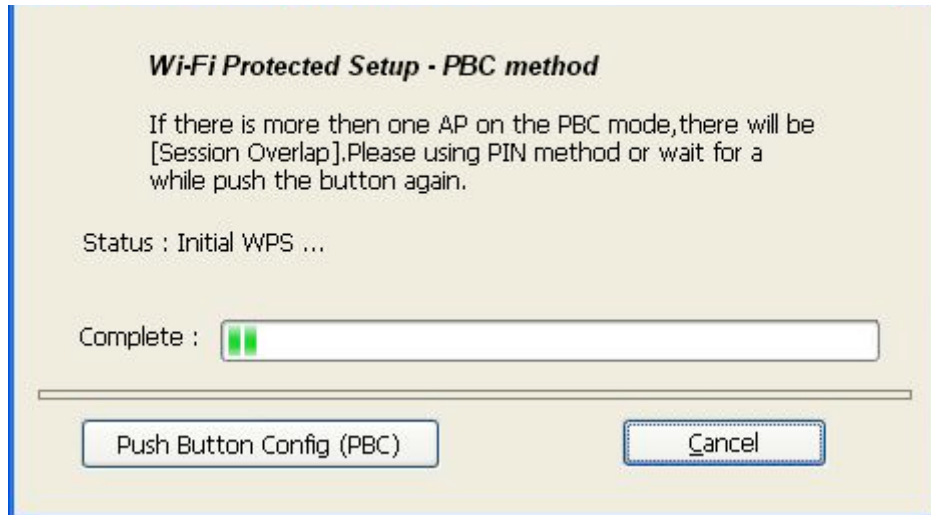 Wi-Fi Protected Setup - PBC method
If there is more then one AP on the PBC mode,there will be
[Session Overlap].Please using PIN method or wait for a
while push the button again.
Status : Initial WPS ...
Complete :
Push Button Config (PBC)
Cancel